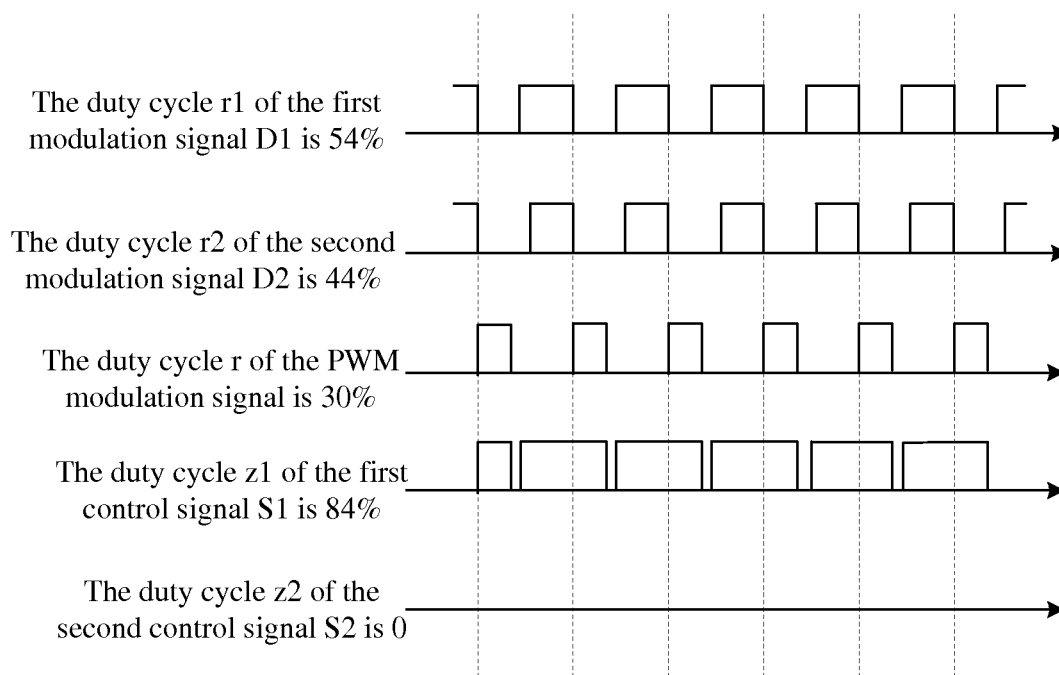 The duty cycle r1 of the first
modulation signal D1 is 54%
The duty cycle r2 of the second
modulation signal D2 is 44%
The duty cycle r of the PWM
modulation signal is 30%
The duty cycle z1 of the first
control signal S1 is 84%
The duty cycle z2 of the
second control signal S2 is 0